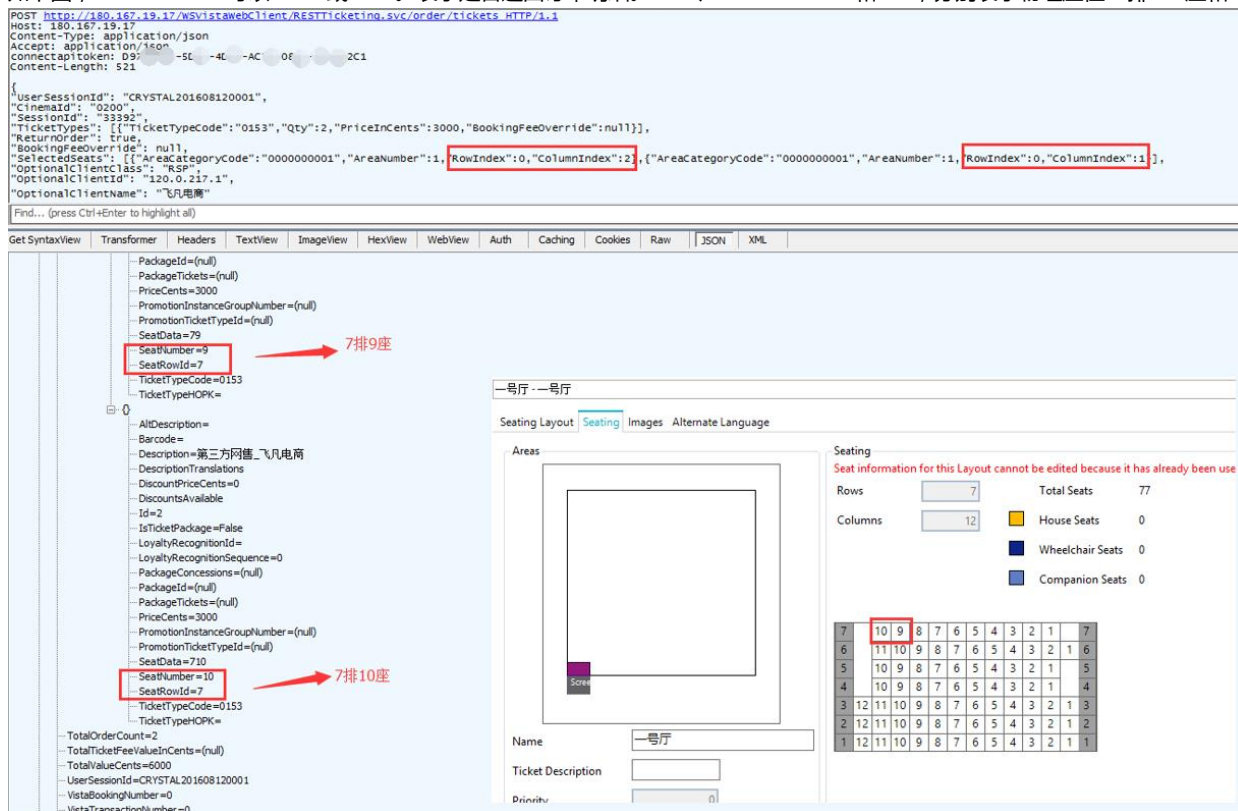 POST http://180.167.19.17/WSVistaWebClient/RESTTicketing.svc/order/tickets HTTP/1.1
Host: 180.167.19.17
Content-Type: application/json
Accept: application/json
connectapitoken: D97 -5D -4D -AC 08 2C1
Content-Length: 521
{
"UserSessionId": "CRYSTAL201608120001",
"CinemaId": "0200",
"SessionId": "33392",
"TicketTypes": [{"TicketTypeCode":"0153","Qty":2,"PriceInCents":3000,"BookingFeeOverride":null}],
"ReturnOrder": true,
"BookingFeeOverride": null,
"SelectedSeats": [{"AreaCategoryCode":"0000000001","AreaNumber":1,"RowIndex":0,"ColumnIndex":2},{"AreaCategoryCode":"0000000001","AreaNumber":1,"RowIndex":0,"ColumnIndex":1}],
"OptionalClientClass": "RSP",
"OptionalClientId": "120.0.217.1",
"OptionalClientName": "飞凡电商"
Find... (press Ctrl+Enter to highlight all)
Get SyntaxView Transformer Headers TextView ImageView HexView WebView Auth Caching Cookies Raw JSON XML
PackageId=(null)
PackageTickets=(null)
PriceCents=3000
PromotionInstanceGroupNumber=(null)
PromotionTicketTypeId=(null)
SeatData=79
SeatNumber=9
SeatRowId=7
7排9座
TicketTypeCode=0153
TicketTypeHOPK=
{}
AltDescription=
Barcode=
Description=第三方网售_飞凡电商
DescriptionTranslations
DiscountPriceCents=0
DiscountsAvailable
Id=2
IsTicketPackage=False
LoyaltyRecognitionId=
LoyaltyRecognitionSequence=0
PackageConcessions=(null)
PackageId=(null)
PackageTickets=(null)
PriceCents=3000
PromotionInstanceGroupNumber=(null)
PromotionTicketTypeId=(null)
SeatData=710
SeatNumber=10
SeatRowId=7
7排10座
TicketTypeCode=0153
TicketTypeHOPK=
TotalOrderCount=2
TotalTicketFeeValueInCents=(null)
TotalValueCents=6000
UserSessionId=CRYSTAL201608120001
VistaBookingNumber=0
VistaTransactionNumber=0
一号厅 - 一号厅
Seating Layout Seating Images Alternate Language
Areas
Scree
Name 一号厅
Ticket Description
Priority 0
Seating
Seat information for this Layout cannot be edited because it has already been use
Rows 7 Total Seats 77
Columns 12 House Seats 0
Wheelchair Seats 0
Companion Seats 0
7 10 9 8 7 6 5 4 3 2 1 7
6 11 10 9 8 7 6 5 4 3 2 1 6
5 10 9 8 7 6 5 4 3 2 1 5
4 10 9 8 7 6 5 4 3 2 1 4
3 12 11 10 9 8 7 6 5 4 3 2 1 3
2 12 11 10 9 8 7 6 5 4 3 2 1 2
1 12 11 10 9 8 7 6 5 4 3 2 1 1